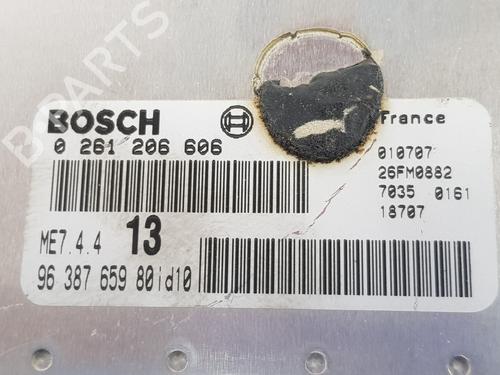 B-PARTS
BOSCH
France
0 261 206 606
010707
26FM0882
7035 0161
18707
ME7.4.4 13
96 387 659 80id10